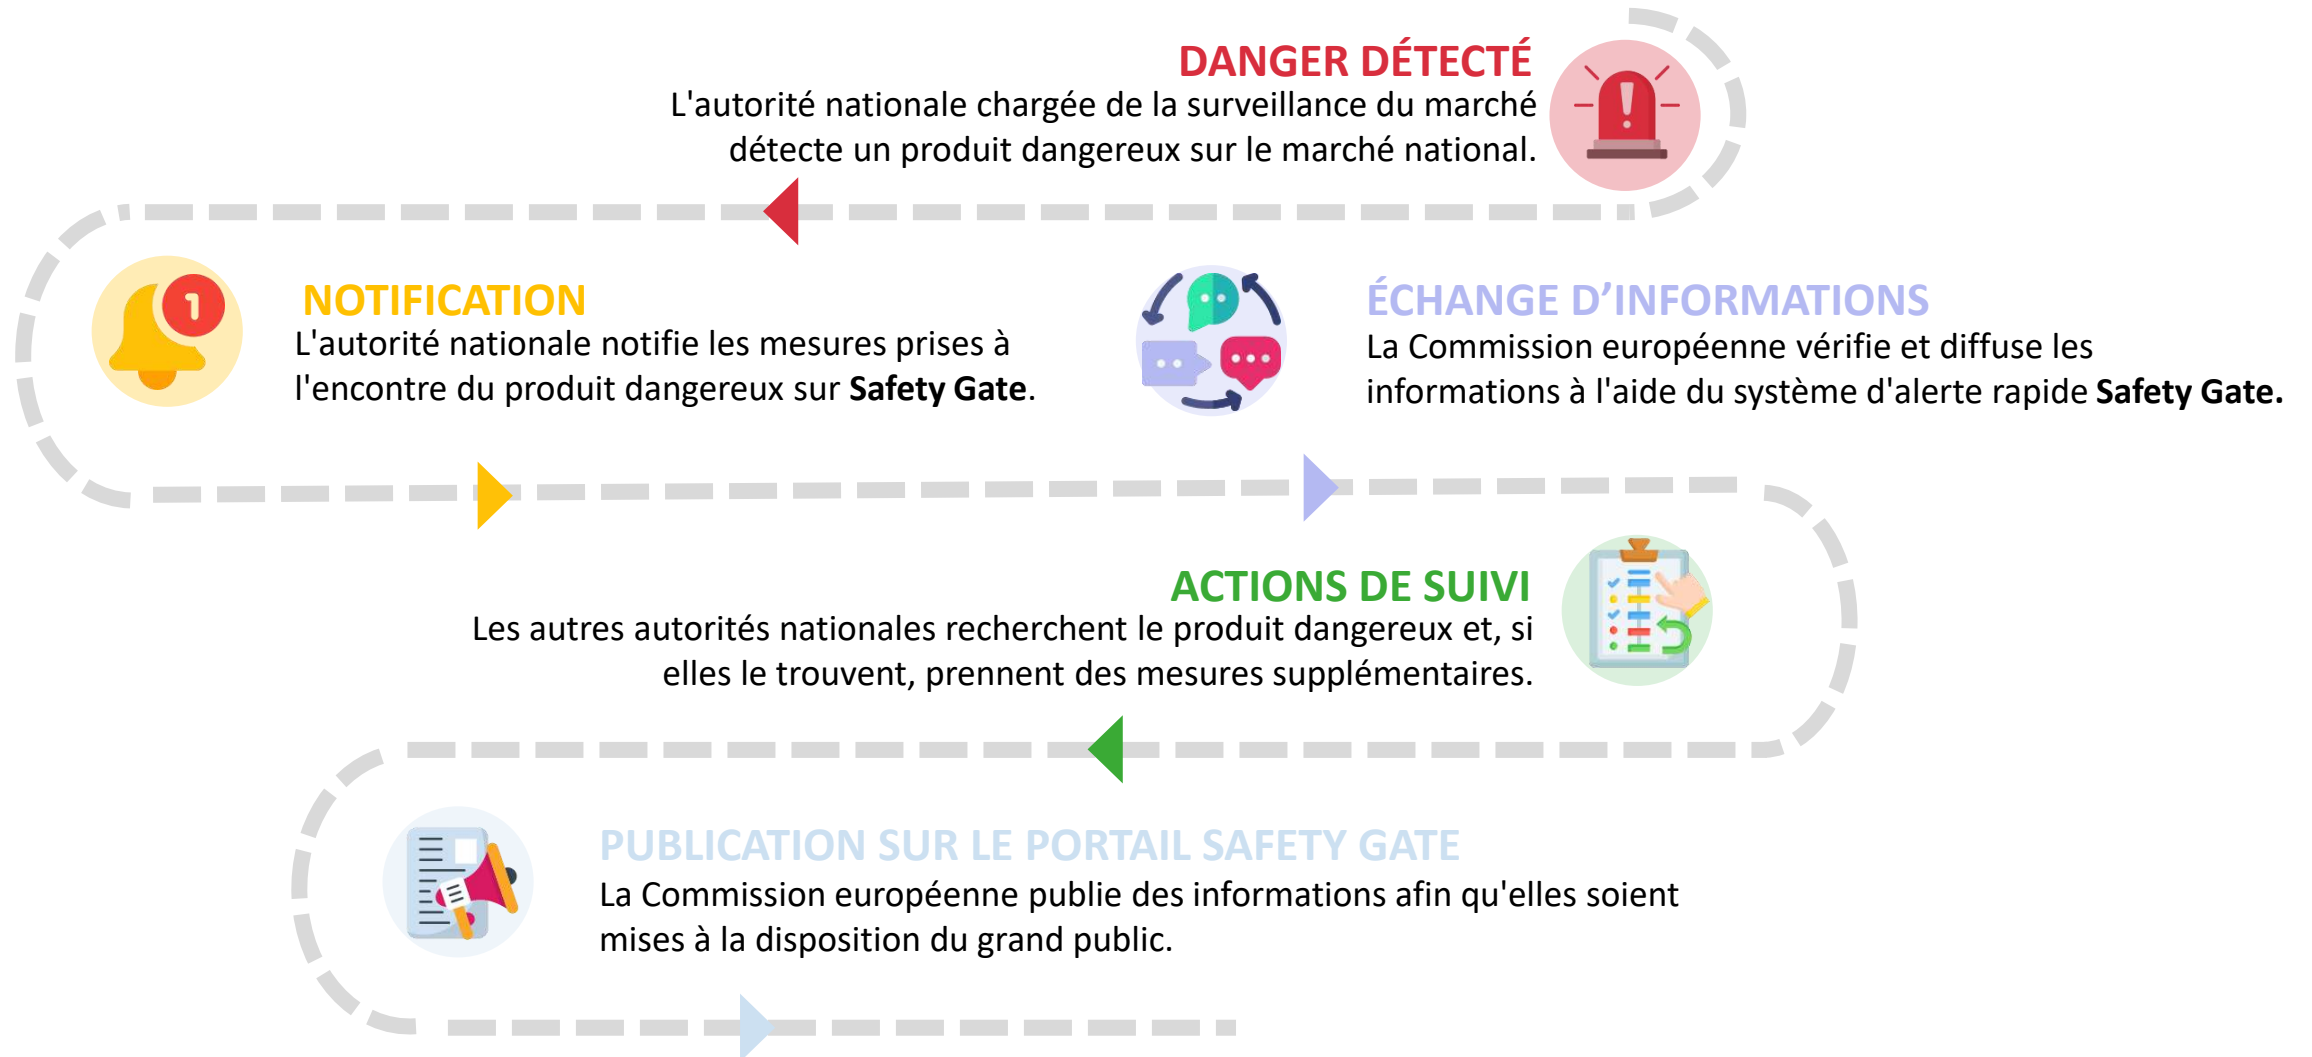 DANGER DÉTECTÉ
L'autorité nationale chargée de la surveillance du marché
détecte un produit dangereux sur le marché national.
1
NOTIFICATION
L'autorité nationale notifie les mesures prises à
l'encontre du produit dangereux sur Safety Gate.
ÉCHANGE D’INFORMATIONS
La Commission européenne vérifie et diffuse les
informations à l'aide du système d'alerte rapide Safety Gate.
ACTIONS DE SUIVI
Les autres autorités nationales recherchent le produit dangereux et, si
elles le trouvent, prennent des mesures supplémentaires.
PUBLICATION SUR LE PORTAIL SAFETY GATE
La Commission européenne publie des informations afin qu'elles soient
mises à la disposition du grand public.